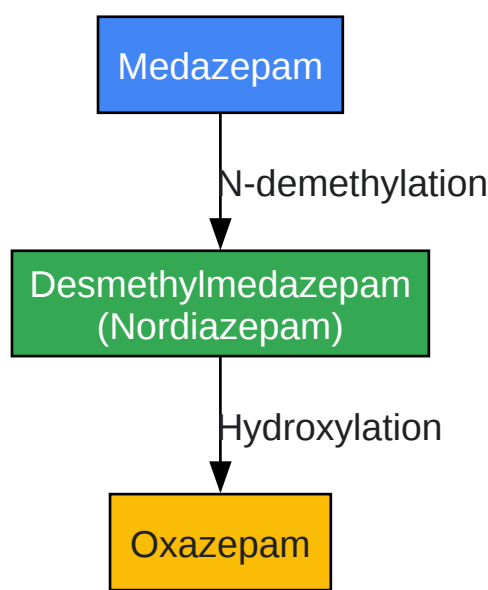 Medazepam
N-demethylation
Desmethylmedazepam
(Nordiazepam)
Hydroxylation
Oxazepam